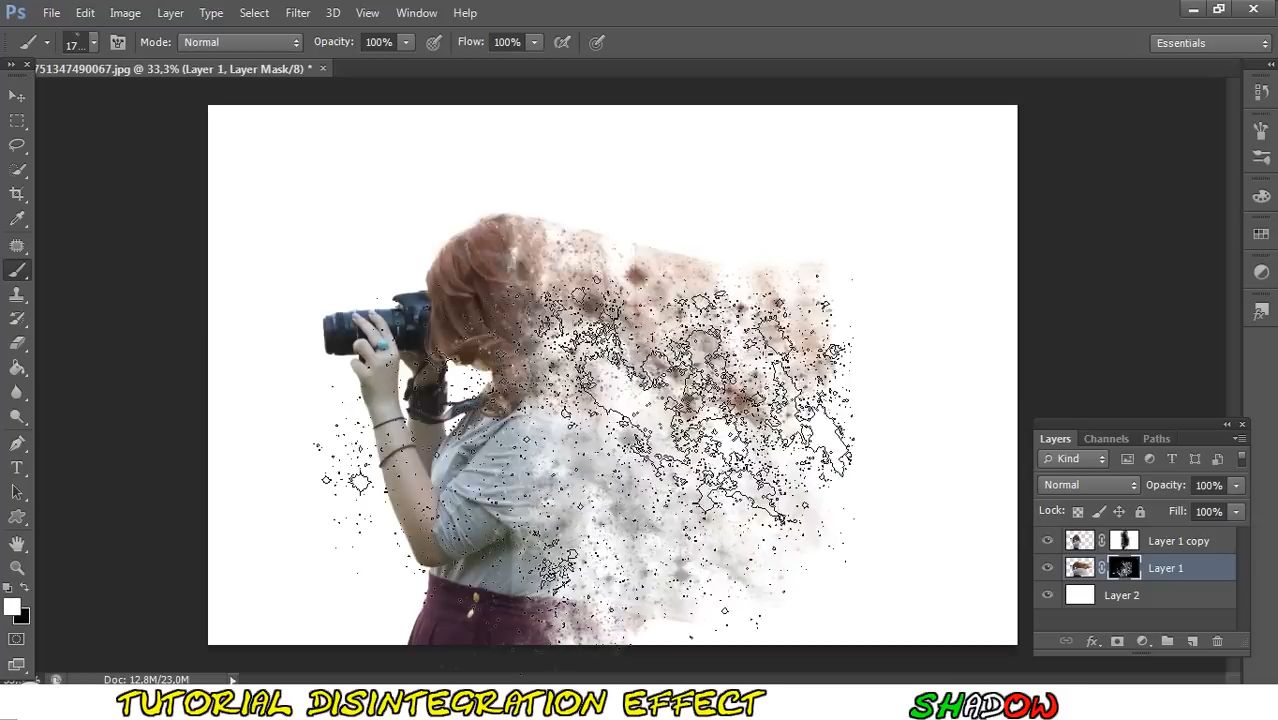 Ps File Edit Image Layer Type Select Filter 3D View Window Help
17... Mode: Normal Opacity: 100% Flow: 100% Essentials
751347490067.jpg @ 33,3% (Layer 1, Layer Mask/8) *
Layers Channels Paths
Kind
Normal Opacity: 100%
Lock: Fill: 100%
Layer 1 copy
Layer 1
Layer 2
Doc: 12,8M/23,0M
TUTORIAL DISINTEGRATION EFFECT SHADOW